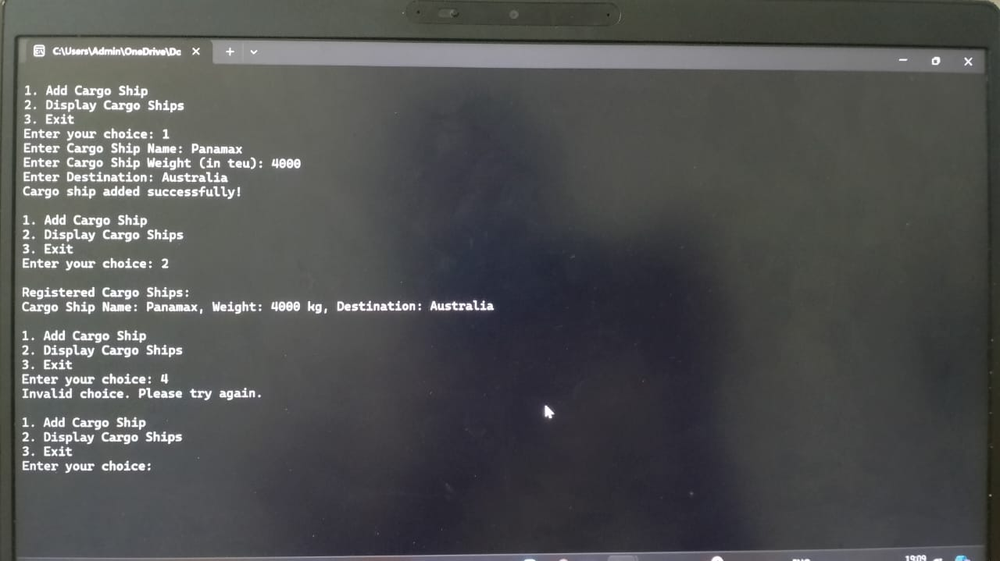 C:\Users\Admin\OneDrive\Dc
1. Add Cargo Ship
2. Display Cargo Ships
3. Exit
Enter your choice: 1
Enter Cargo Ship Name: Panamax
Enter Cargo Ship Weight (in teu): 4000
Enter Destination: Australia
Cargo ship added successfully!
1. Add Cargo Ship
2. Display Cargo Ships
3. Exit
Enter your choice: 2
Registered Cargo Ships:
Cargo Ship Name: Panamax, Weight: 4000 kg, Destination: Australia
1. Add Cargo Ship
2. Display Cargo Ships
3. Exit
Enter your choice: 4
Invalid choice. Please try again.
1. Add Cargo Ship
2. Display Cargo Ships
3. Exit
Enter your choice:
19:09